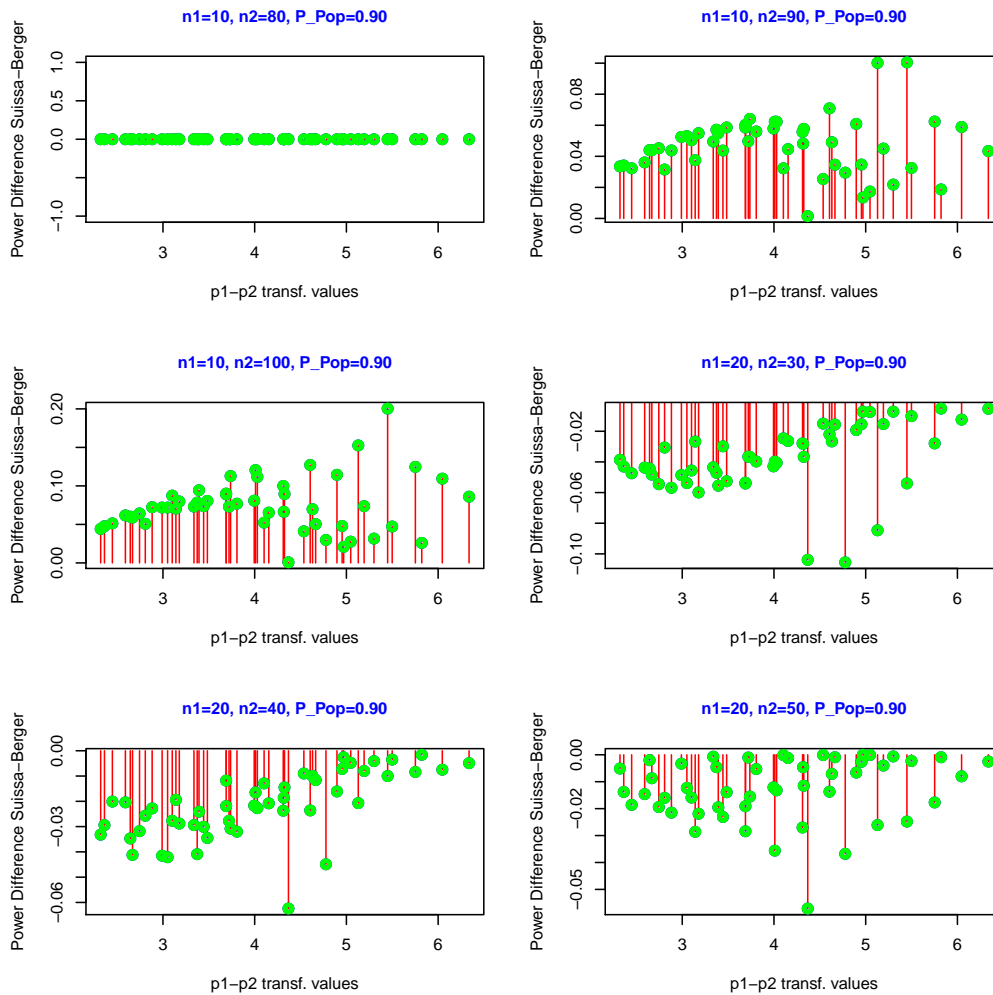 n1=10, n2=80, P_Pop=0.90
Power Difference Suissa−Berger
1.0
0.5
0.0
−1.0
3
4
5
6
p1−p2 transf. values
n1=10, n2=90, P_Pop=0.90
Power Difference Suissa−Berger
0.08
0.04
0.00
3
4
5
6
p1−p2 transf. values
n1=10, n2=100, P_Pop=0.90
Power Difference Suissa−Berger
0.20
0.10
0.00
3
4
5
6
p1−p2 transf. values
n1=20, n2=30, P_Pop=0.90
Power Difference Suissa−Berger
−0.02
−0.06
−0.10
3
4
5
6
p1−p2 transf. values
n1=20, n2=40, P_Pop=0.90
Power Difference Suissa−Berger
0.00
−0.03
−0.06
3
4
5
6
p1−p2 transf. values
n1=20, n2=50, P_Pop=0.90
Power Difference Suissa−Berger
0.00
−0.02
−0.05
3
4
5
6
p1−p2 transf. values